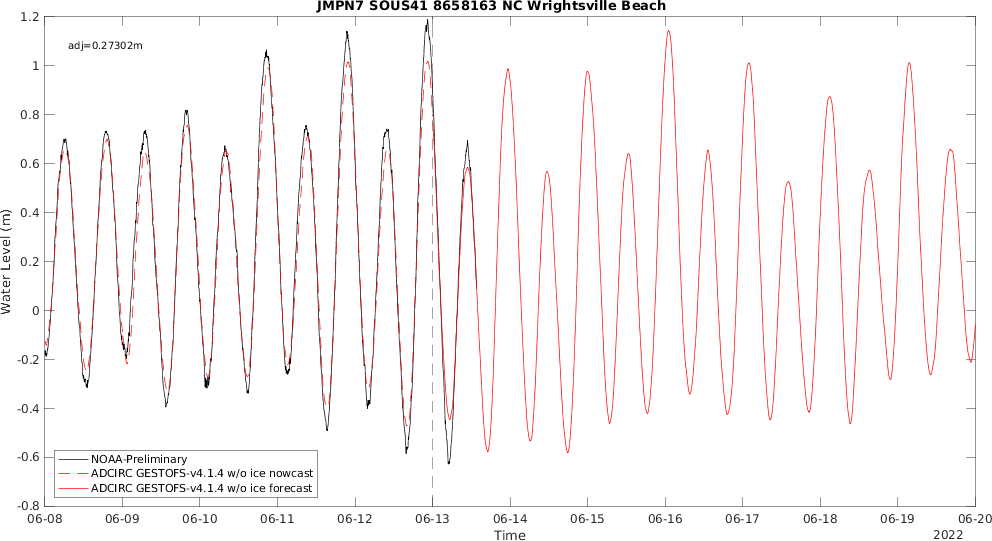 JMPN7 SOUS41 8658163 NC Wrightsville Beach
adj=0.27302m
1.2
1
0.8
0.6
0.4
0.2
0
-0.2
-0.4
-0.6
-0.8
Water Level (m)
NOAA-Preliminary
ADCIRC GESTOFS-v4.1.4 w/o ice nowcast
ADCIRC GESTOFS-v4.1.4 w/o ice forecast
06-08 06-09 06-10 06-11 06-12 06-13 06-14 06-15 06-16 06-17 06-18 06-19 06-20
Time
2022